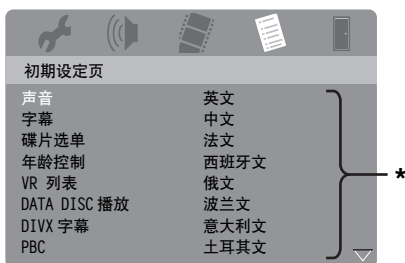 初期设定页
声音 英文
字幕 中文
碟片选单 法文
年龄控制 西班牙文
VR 列表 俄文
DATA DISC 播放 波兰文
DIVX 字幕 意大利文
PBC 土耳其文
*